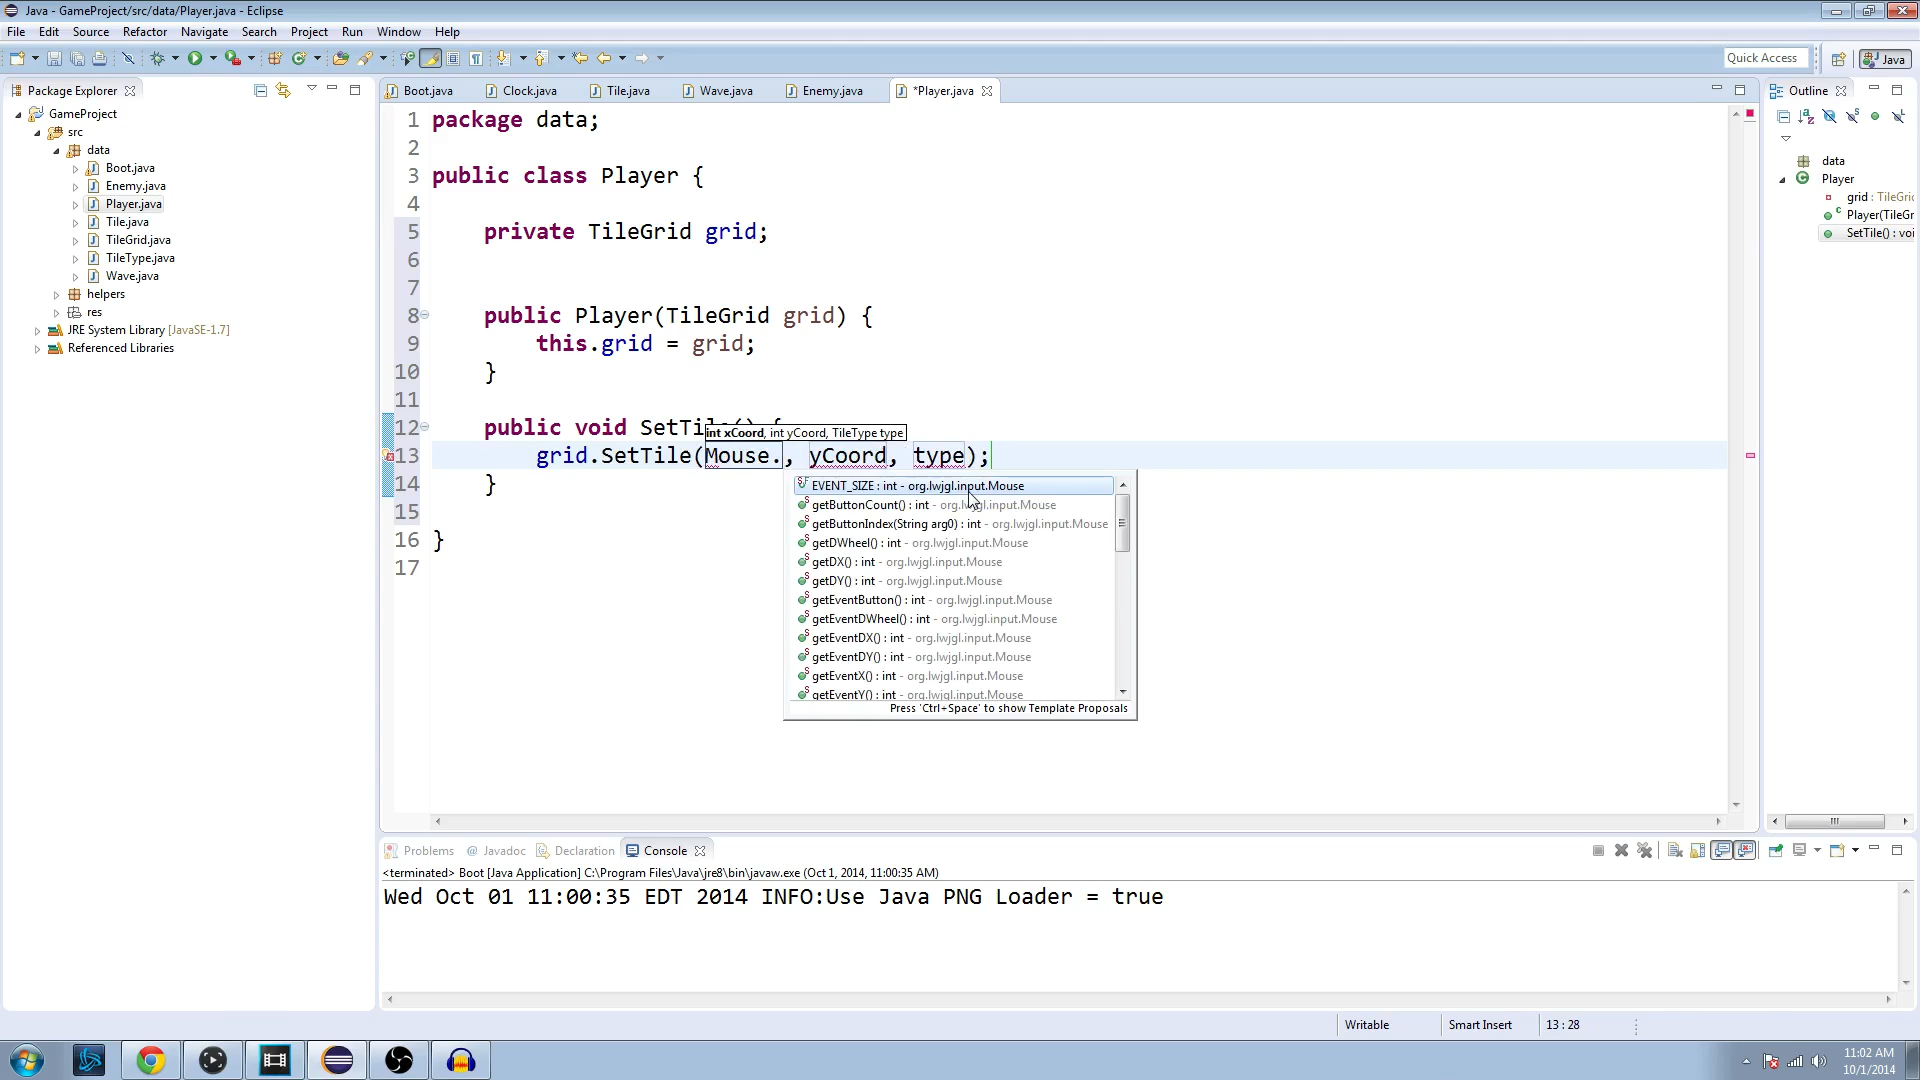 Java - GameProject/src/data/Player.java - Eclipse
File Edit Source Refactor Navigate Search Project Run Window Help
Quick Access
Java
Package Explorer
GameProject
src
data
Boot.java
Enemy.java
Player.java
Tile.java
TileGrid.java
TileType.java
Wave.java
helpers
res
JRE System Library [JavaSE-1.7]
Referenced Libraries
Boot.java Clock.java Tile.java Wave.java Enemy.java *Player.java
1 package data;
2
3 public class Player {
4
5 private TileGrid grid;
6
7
8 public Player(TileGrid grid) {
9 this.grid = grid;
10 }
11
12 public void SetTile() {
int xCoord, int yCoord, TileType type
13 grid.SetTile(Mouse., yCoord, type);
14 }
15
16 }
17
EVENT_SIZE : int - org.lwjgl.input.Mouse
getButtonCount() : int - org.lwjgl.input.Mouse
getButtonIndex(String arg0) : int - org.lwjgl.input.Mouse
getDWheel() : int - org.lwjgl.input.Mouse
getDX() : int - org.lwjgl.input.Mouse
getDY() : int - org.lwjgl.input.Mouse
getEventButton() : int - org.lwjgl.input.Mouse
getEventDWheel() : int - org.lwjgl.input.Mouse
getEventDX() : int - org.lwjgl.input.Mouse
getEventDY() : int - org.lwjgl.input.Mouse
getEventX() : int - org.lwjgl.input.Mouse
getEventY() : int - org.lwjgl.input.Mouse
Press 'Ctrl+Space' to show Template Proposals
Outline
data
Player
grid : TileGri
Player(TileGr
SetTile() : voi
Problems Javadoc Declaration Console
<terminated> Boot [Java Application] C:\Program Files\Java\jre8\bin\javaw.exe (Oct 1, 2014, 11:00:35 AM)
Wed Oct 01 11:00:35 EDT 2014 INFO:Use Java PNG Loader = true
Writable Smart Insert 13 : 28
11:02 AM
10/1/2014